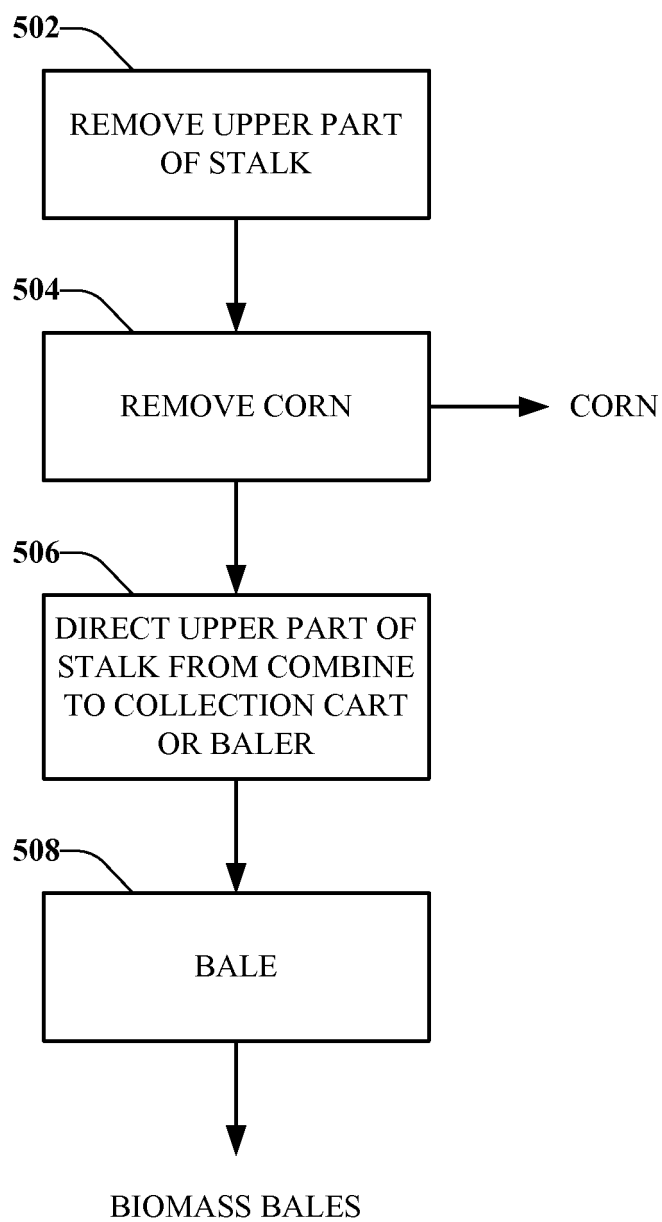 502
REMOVE UPPER PART
OF STALK
504
REMOVE CORN
CORN
506
DIRECT UPPER PART OF
STALK FROM COMBINE
TO COLLECTION CART
OR BALER
508
BALE
BIOMASS BALES